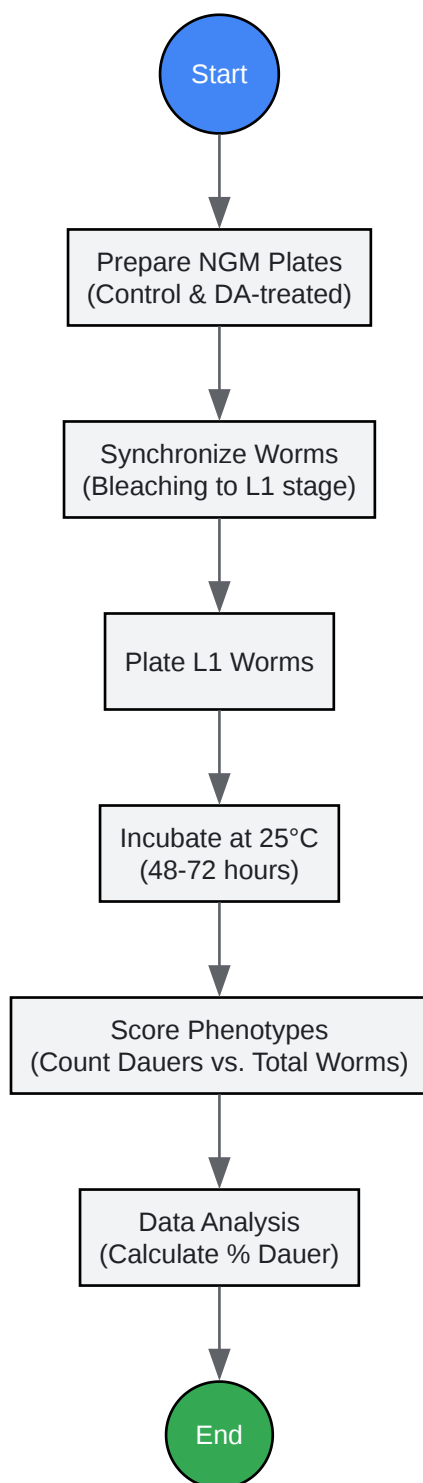 Start
Prepare NGM Plates
(Control & DA-treated)
Synchronize Worms
(Bleaching to L1 stage)
Plate L1 Worms
Incubate at 25°C
(48-72 hours)
Score Phenotypes
(Count Dauers vs. Total Worms)
Data Analysis
(Calculate % Dauer)
End